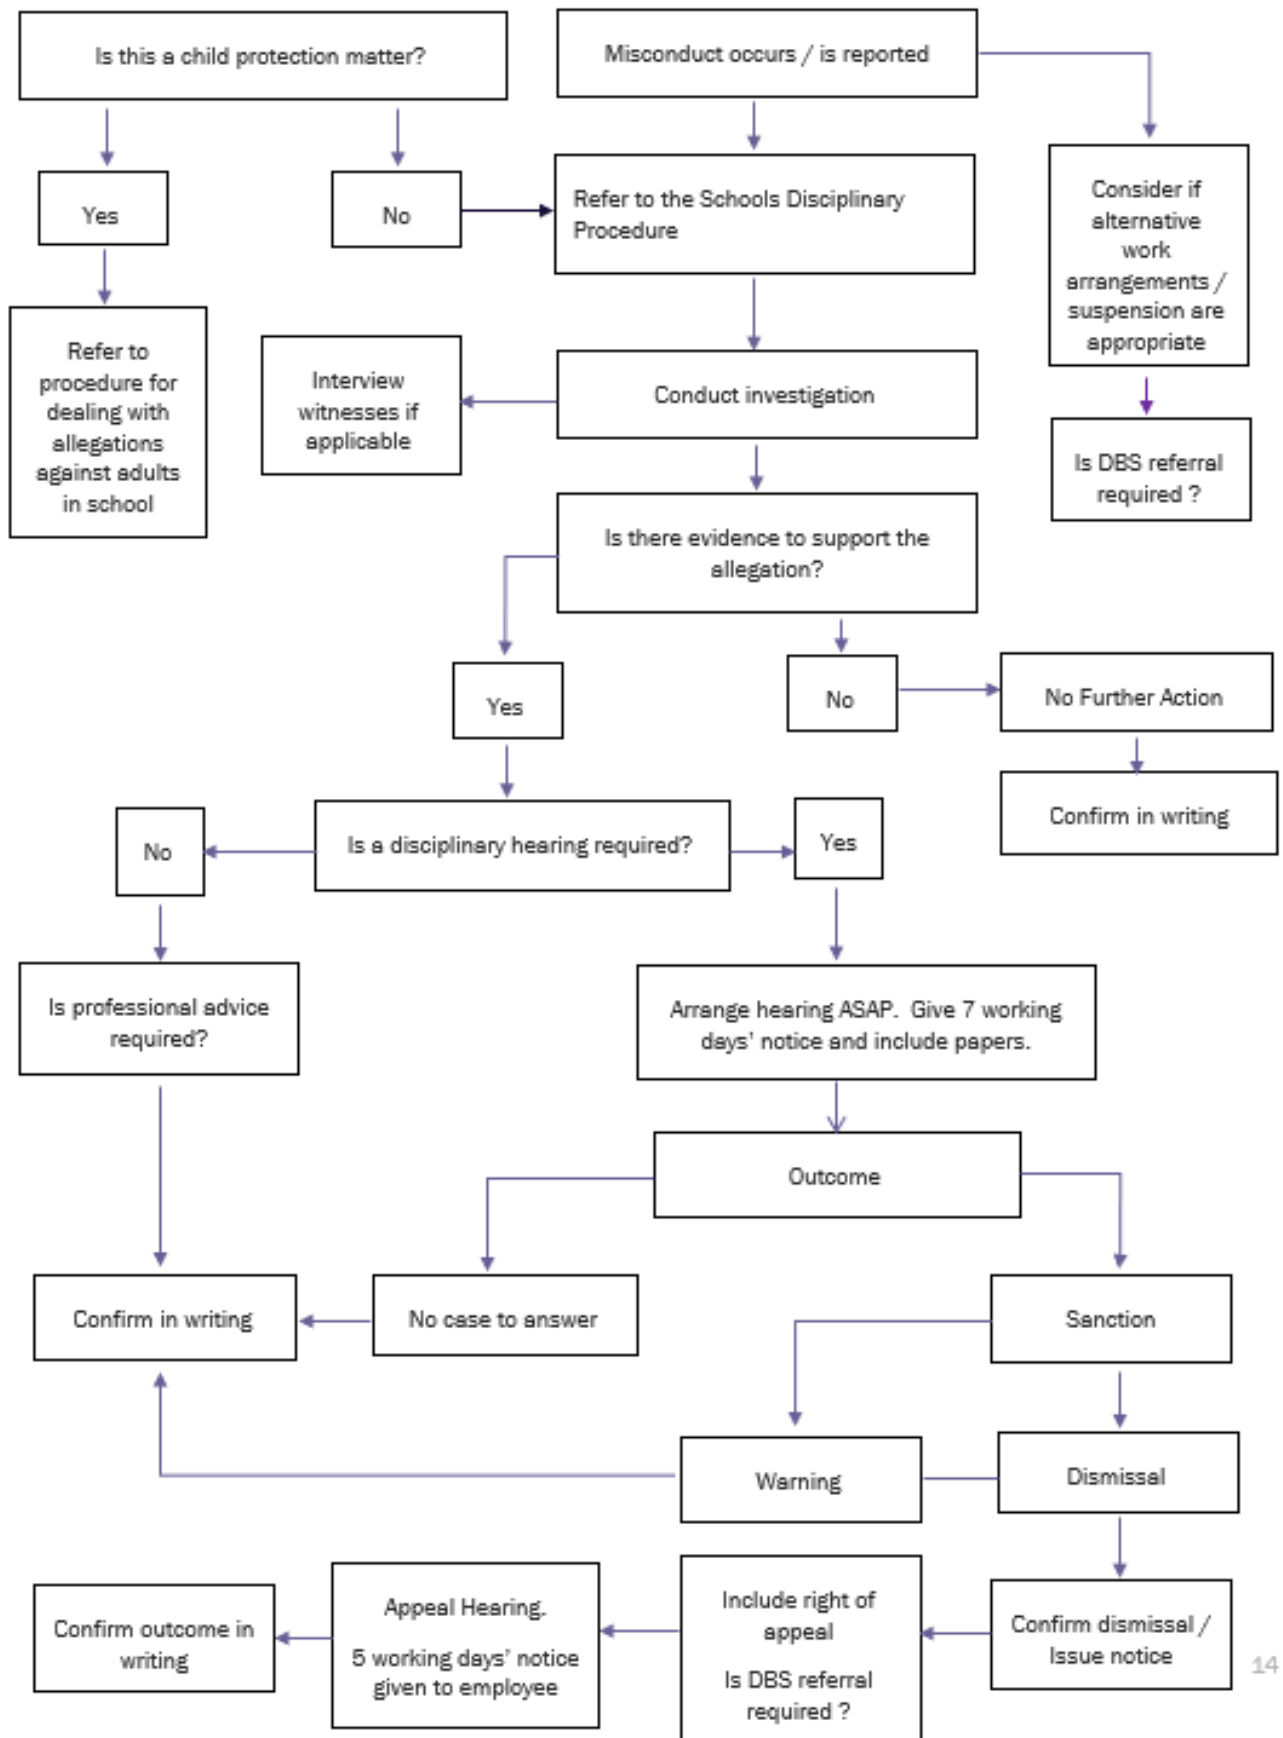 Is this a child protection matter?
Misconduct occurs / is reported
Yes
No
Refer to the Schools Disciplinary
Procedure
Consider if
alternative
work
arrangements /
suspension are
appropriate
Refer to
procedure for
dealing with
allegations
against adults
in school
Interview
witnesses if
applicable
Conduct investigation
Is DBS referral
required ?
Is there evidence to support the
allegation?
Yes
No
No Further Action
Confirm in writing
No
Is a disciplinary hearing required?
Yes
Is professional advice
required?
Arrange hearing ASAP.  Give 7 working
days' notice and include papers.
Outcome
Confirm in writing
No case to answer
Sanction
Warning
Dismissal
Confirm outcome in
writing
Appeal Hearing.
5 working days' notice
given to employee
Include right of
appeal
Is DBS referral
required ?
Confirm dismissal /
Issue notice
14